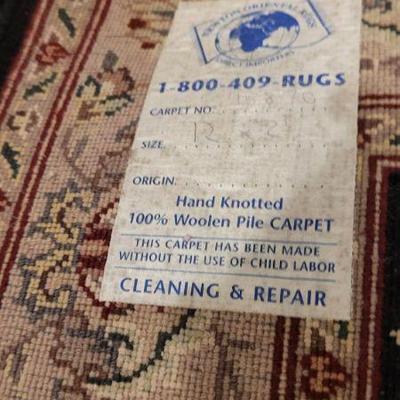 1-800-409-RUGS
CARPET NO.
SIZE
ORIGIN
Hand Knotted
100% Woolen Pile CARPET
THIS CARPET HAS BEEN MADE
WITHOUT THE USE OF CHILD LABOR
CLEANING & REPAIR